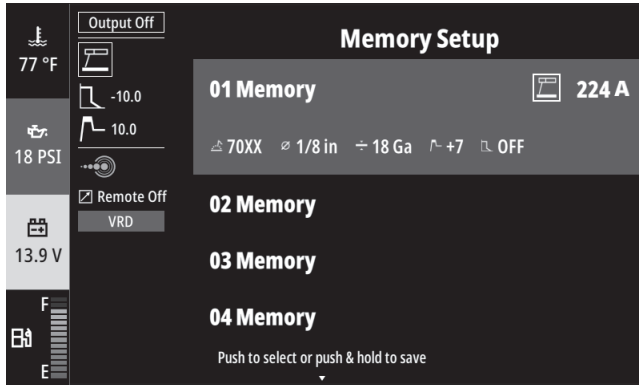 77 °F
18 PSI
13.9 V
F
E
Output Off
-10.0
10.0
Remote Off
VRD
Memory Setup
01 Memory 224 A
70XX 1/8 in 18 Ga +7 OFF
02 Memory
03 Memory
04 Memory
Push to select or push & hold to save